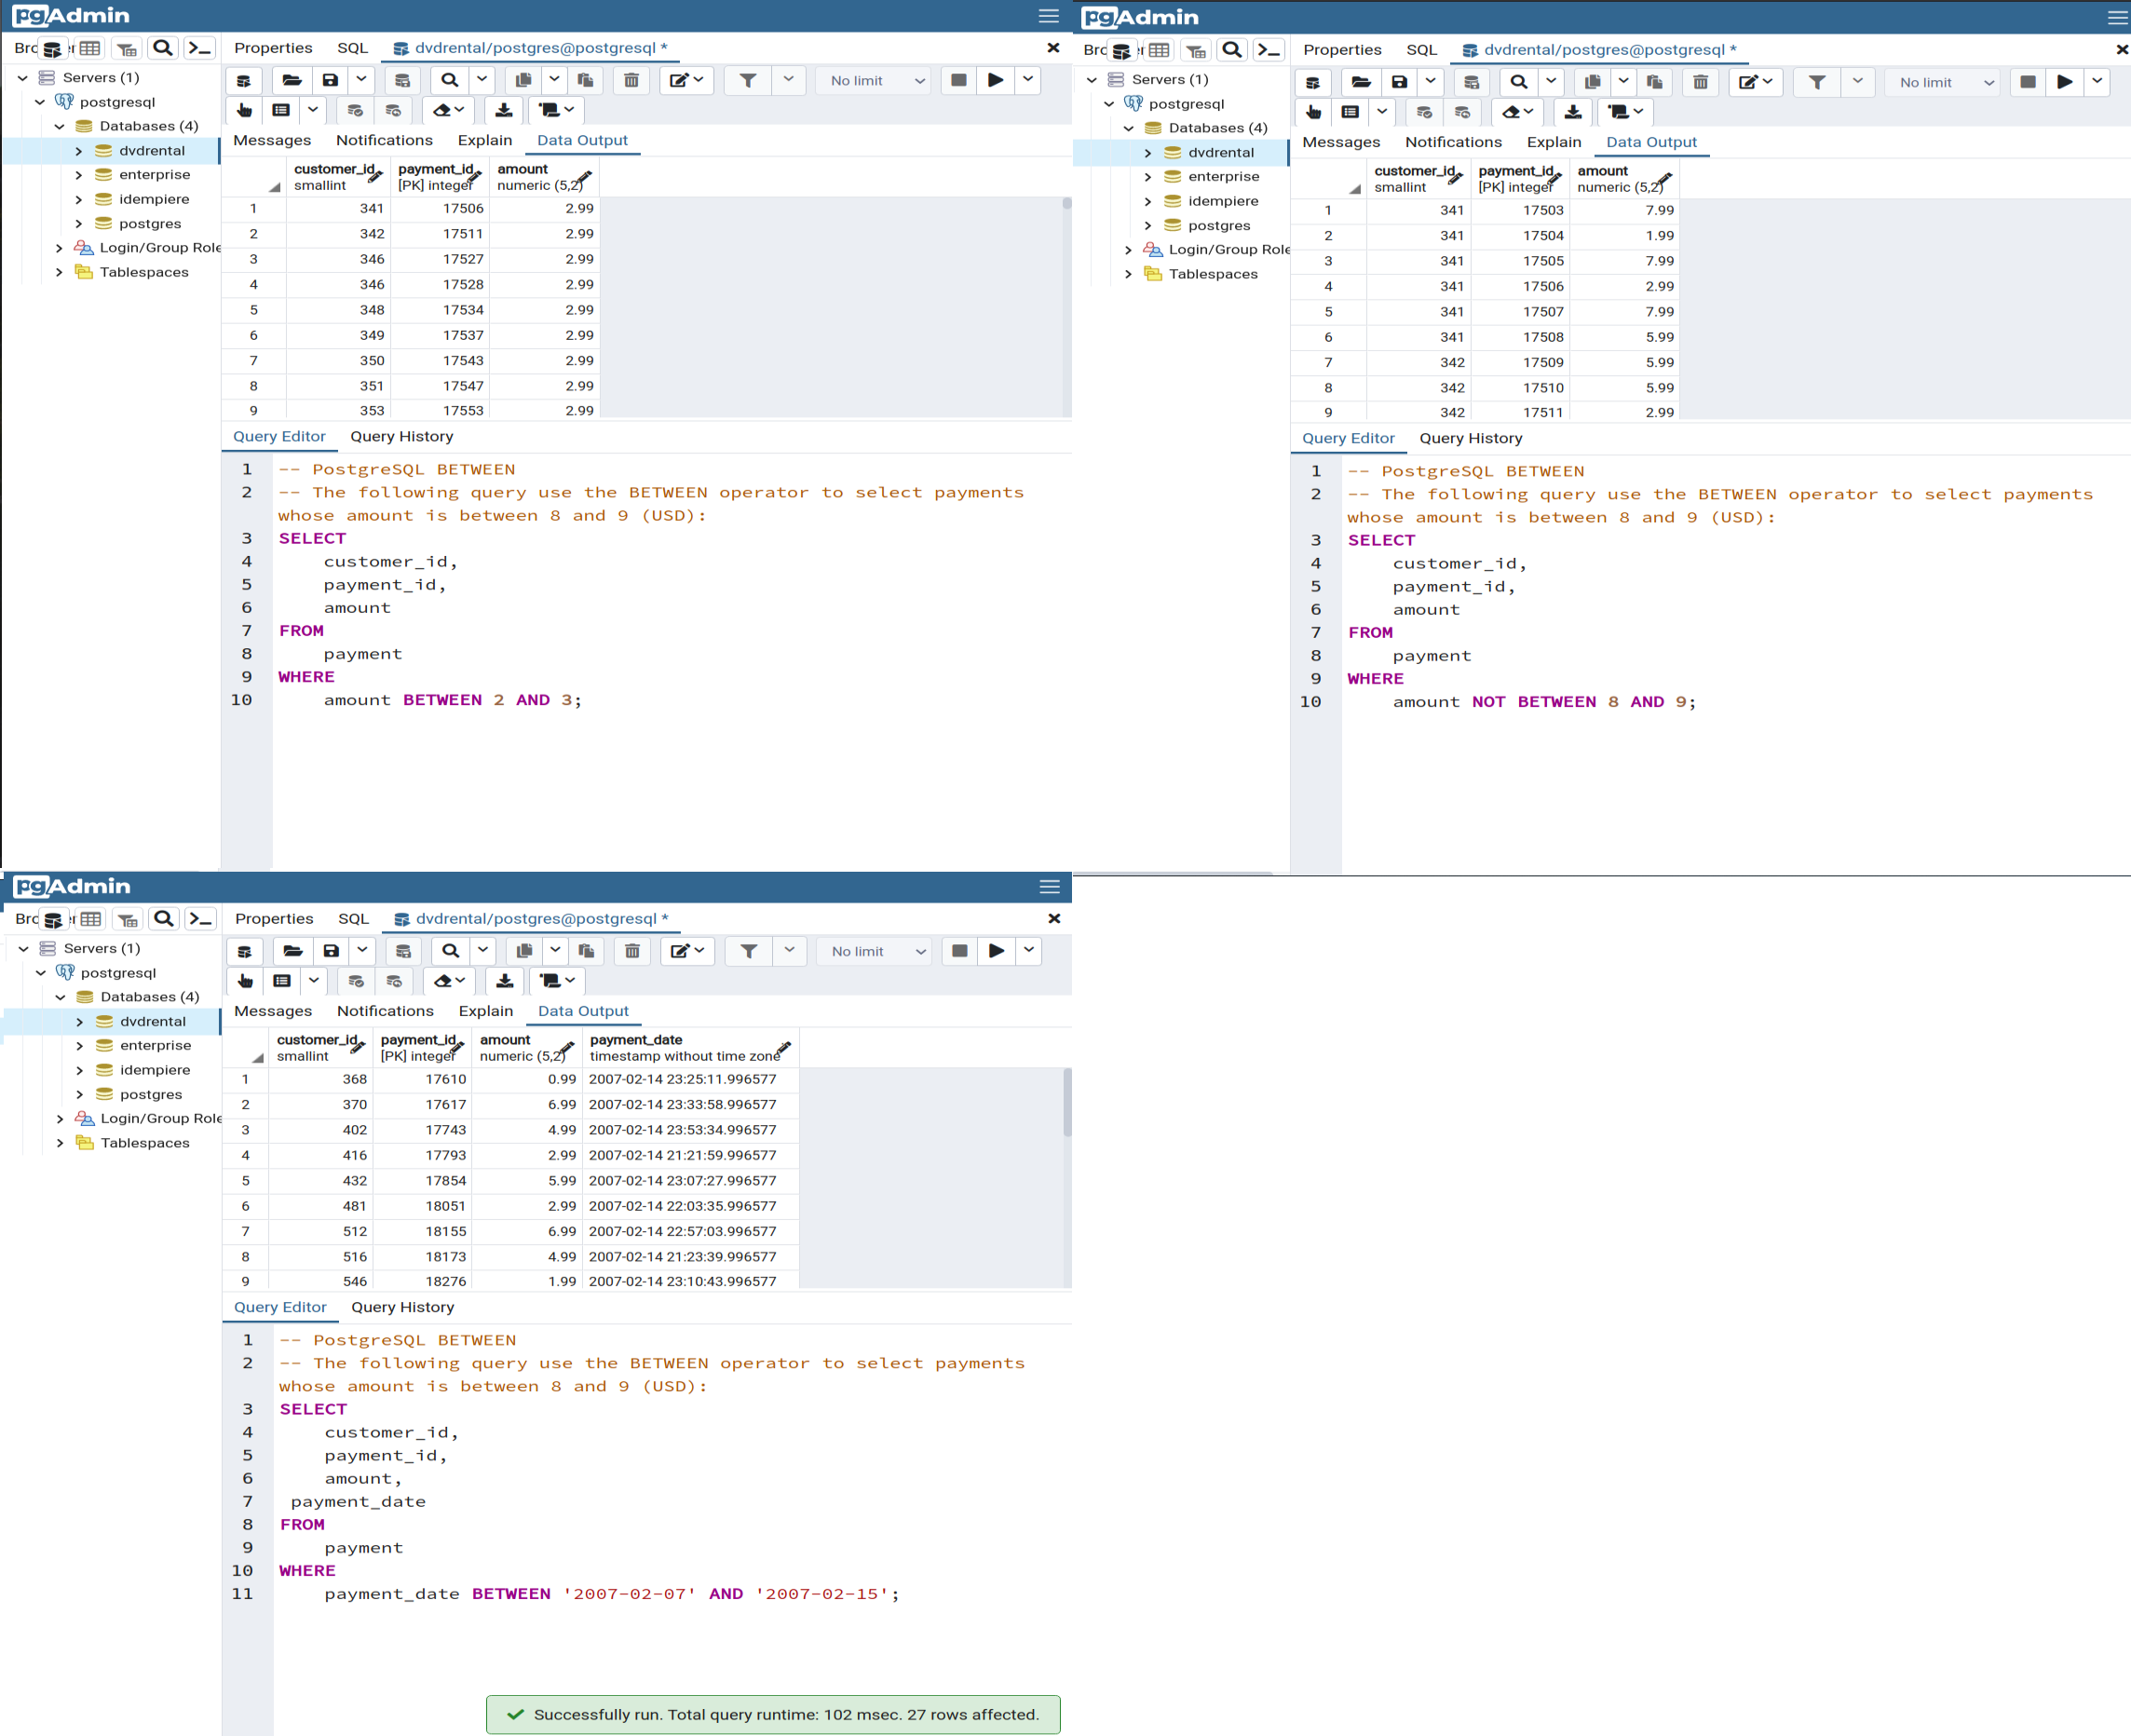 pgAdmin
Properties SQL dvdrental/postgres@postgresql *
Servers (1)
postgresql
Databases (4)
dvdrental
enterprise
idempiere
postgres
Login/Group Role
Tablespaces
No limit
Messages Notifications Explain Data Output
customer_id payment_id amount
smallint [PK] integer numeric (5,2)
1 341 17506 2.99
2 342 17511 2.99
3 346 17527 2.99
4 346 17528 2.99
5 348 17534 2.99
6 349 17537 2.99
7 350 17543 2.99
8 351 17547 2.99
9 353 17553 2.99
Query Editor Query History
1 -- PostgreSQL BETWEEN
2 -- The following query use the BETWEEN operator to select payments
whose amount is between 8 and 9 (USD):
3 SELECT
4 customer_id,
5 payment_id,
6 amount
7 FROM
8 payment
9 WHERE
10 amount BETWEEN 2 AND 3;
pgAdmin
Properties SQL dvdrental/postgres@postgresql *
Servers (1)
postgresql
Databases (4)
dvdrental
enterprise
idempiere
postgres
Login/Group Role
Tablespaces
No limit
Messages Notifications Explain Data Output
customer_id payment_id amount
smallint [PK] integer numeric (5,2)
1 341 17503 7.99
2 341 17504 1.99
3 341 17505 7.99
4 341 17506 2.99
5 341 17507 7.99
6 341 17508 5.99
7 342 17509 5.99
8 342 17510 5.99
9 342 17511 2.99
Query Editor Query History
1 -- PostgreSQL BETWEEN
2 -- The following query use the BETWEEN operator to select payments
whose amount is between 8 and 9 (USD):
3 SELECT
4 customer_id,
5 payment_id,
6 amount
7 FROM
8 payment
9 WHERE
10 amount NOT BETWEEN 8 AND 9;
pgAdmin
Properties SQL dvdrental/postgres@postgresql *
Servers (1)
postgresql
Databases (4)
dvdrental
enterprise
idempiere
postgres
Login/Group Role
Tablespaces
No limit
Messages Notifications Explain Data Output
customer_id payment_id amount payment_date
smallint [PK] integer numeric (5,2) timestamp without time zone
1 368 17610 0.99 2007-02-14 23:25:11.996577
2 370 17617 6.99 2007-02-14 23:33:58.996577
3 402 17743 4.99 2007-02-14 23:53:34.996577
4 416 17793 2.99 2007-02-14 21:21:59.996577
5 432 17854 5.99 2007-02-14 23:07:27.996577
6 481 18051 2.99 2007-02-14 22:03:35.996577
7 512 18155 6.99 2007-02-14 22:57:03.996577
8 516 18173 4.99 2007-02-14 21:23:39.996577
9 546 18276 1.99 2007-02-14 23:10:43.996577
Query Editor Query History
1 -- PostgreSQL BETWEEN
2 -- The following query use the BETWEEN operator to select payments
whose amount is between 8 and 9 (USD):
3 SELECT
4 customer_id,
5 payment_id,
6 amount,
7 payment_date
8 FROM
9 payment
10 WHERE
11 payment_date BETWEEN '2007-02-07' AND '2007-02-15';
Successfully run. Total query runtime: 102 msec. 27 rows affected.